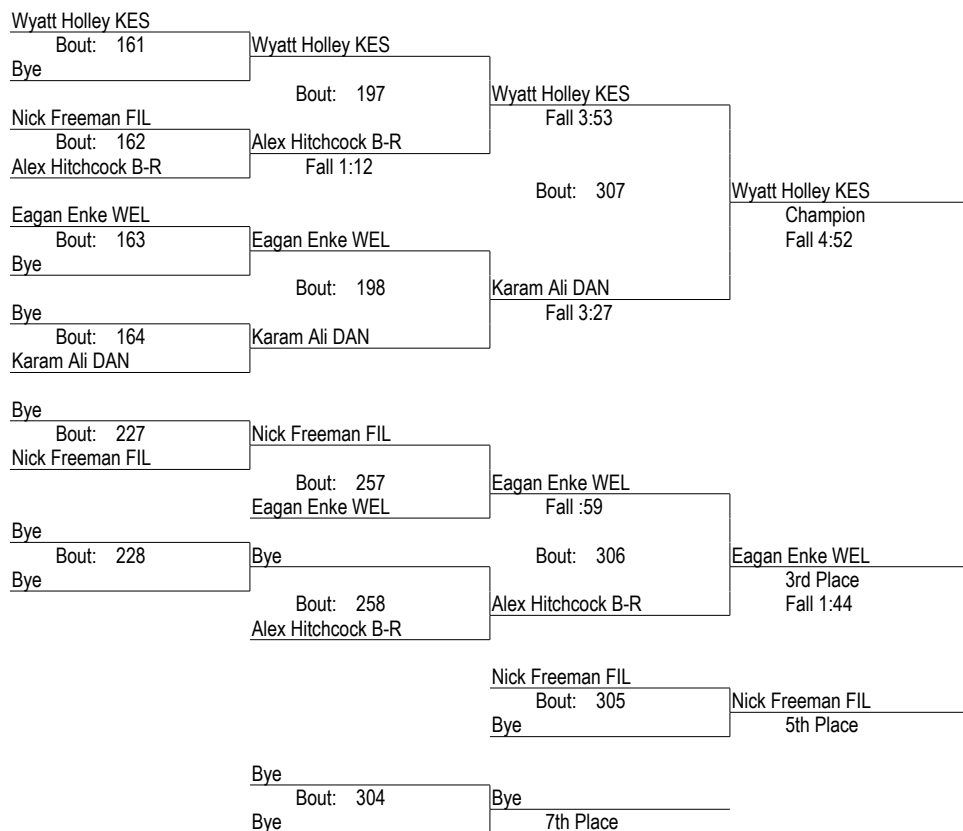 Wyatt Holley KES
Bout: 161
Wyatt Holley KES
Bye
Bout: 197
Wyatt Holley KES
Nick Freeman FIL
Fall 3:53
Bout: 162
Alex Hitchcock B-R
Alex Hitchcock B-R
Fall 1:12
Bout: 307
Wyatt Holley KES
Eagan Enke WEL
Champion
Bout: 163
Eagan Enke WEL
Fall 4:52
Bye
Bout: 198
Karam Ali DAN
Bye
Fall 3:27
Bout: 164
Karam Ali DAN
Karam Ali DAN
Bye
Bout: 227
Nick Freeman FIL
Nick Freeman FIL
Bout: 257
Eagan Enke WEL
Eagan Enke WEL
Fall :59
Bye
Bout: 228
Bye
Bout: 306
Eagan Enke WEL
Bye
3rd Place
Bout: 258
Alex Hitchcock B-R
Fall 1:44
Alex Hitchcock B-R
Nick Freeman FIL
Bout: 305
Nick Freeman FIL
Bye
5th Place
Bye
Bout: 304
Bye
Bye
7th Place